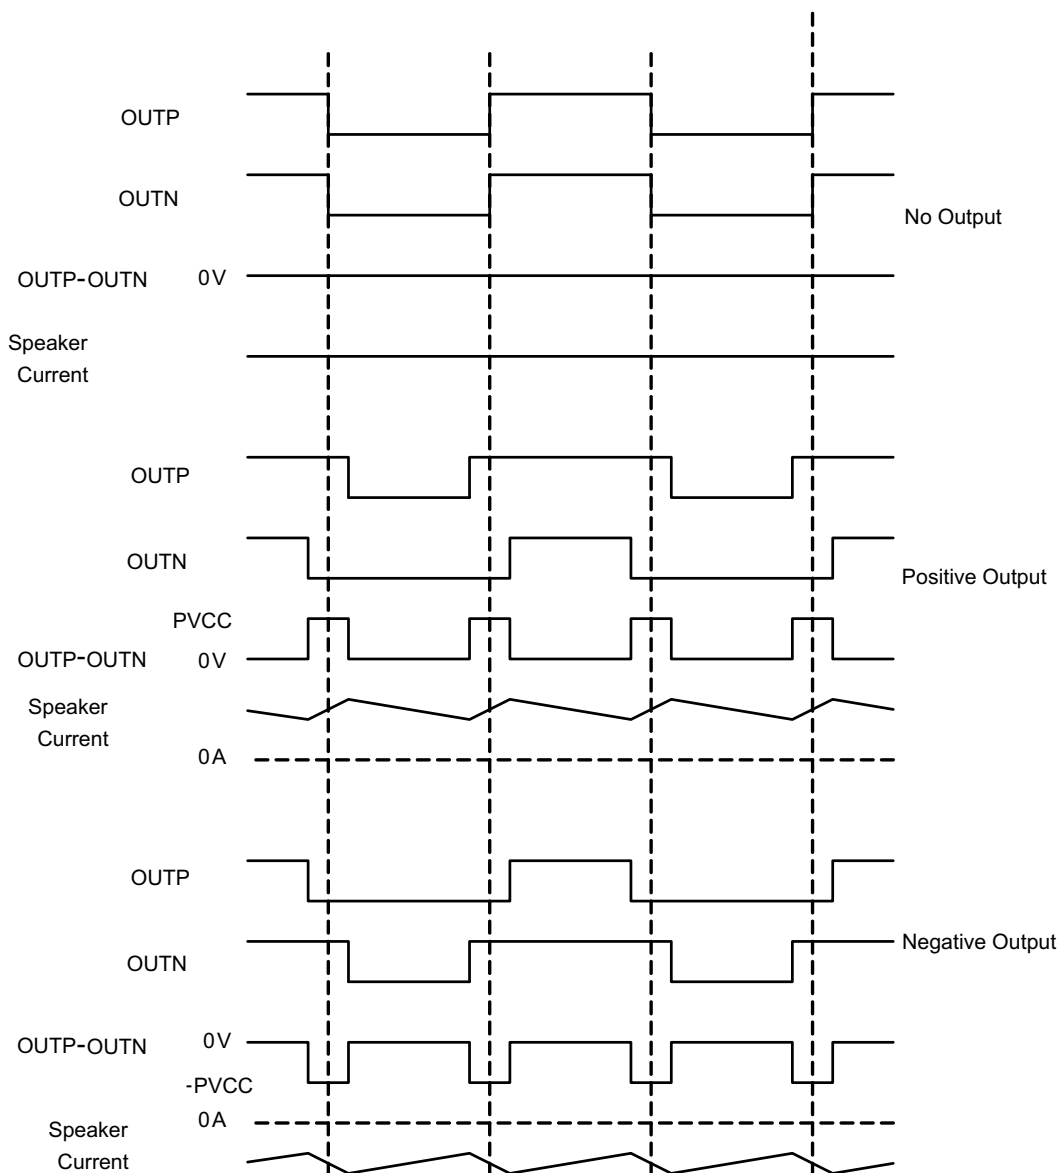 OUTP
OUTN
No Output
OUTP-OUTN 0V
Speaker
Current
OUTP
OUTN
Positive Output
PVCC
OUTP-OUTN 0V
Speaker
Current
0A
OUTP
Negative Output
OUTN
OUTP-OUTN 0V
-PVCC
0A
Speaker
Current